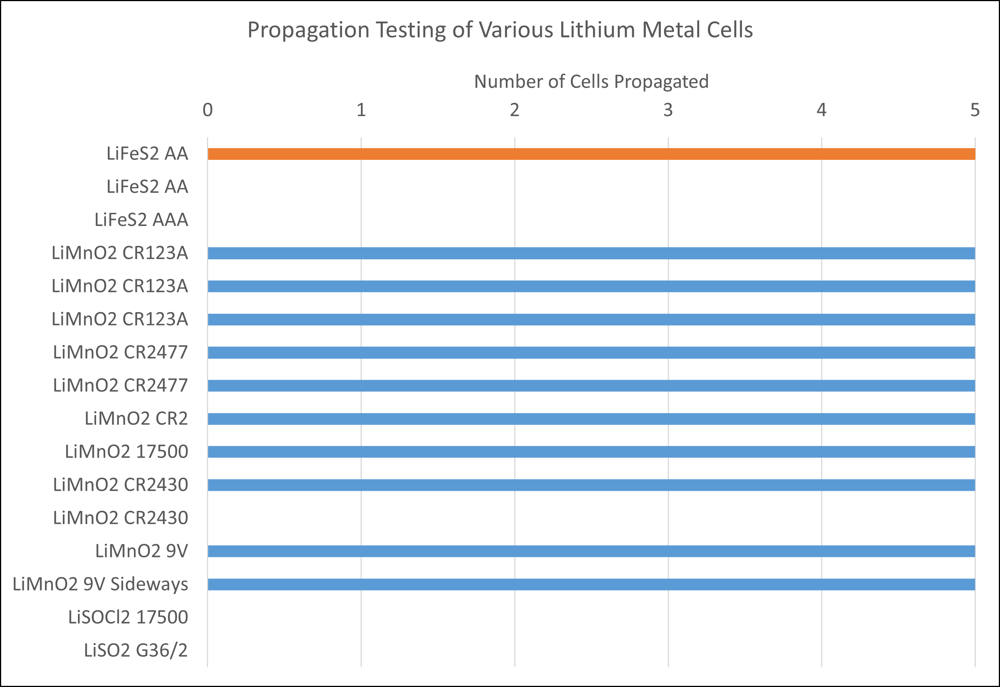 Propagation Testing of Various Lithium Metal Cells
Number of Cells Propagated
0 1 2 3 4 5
LiFeS2 AA
LiFeS2 AA
LiFeS2 AAA
LiMnO2 CR123A
LiMnO2 CR123A
LiMnO2 CR123A
LiMnO2 CR2477
LiMnO2 CR2477
LiMnO2 CR2
LiMnO2 17500
LiMnO2 CR2430
LiMnO2 CR2430
LiMnO2 9V
LiMnO2 9V Sideways
LiSOCl2 17500
LiSO2 G36/2